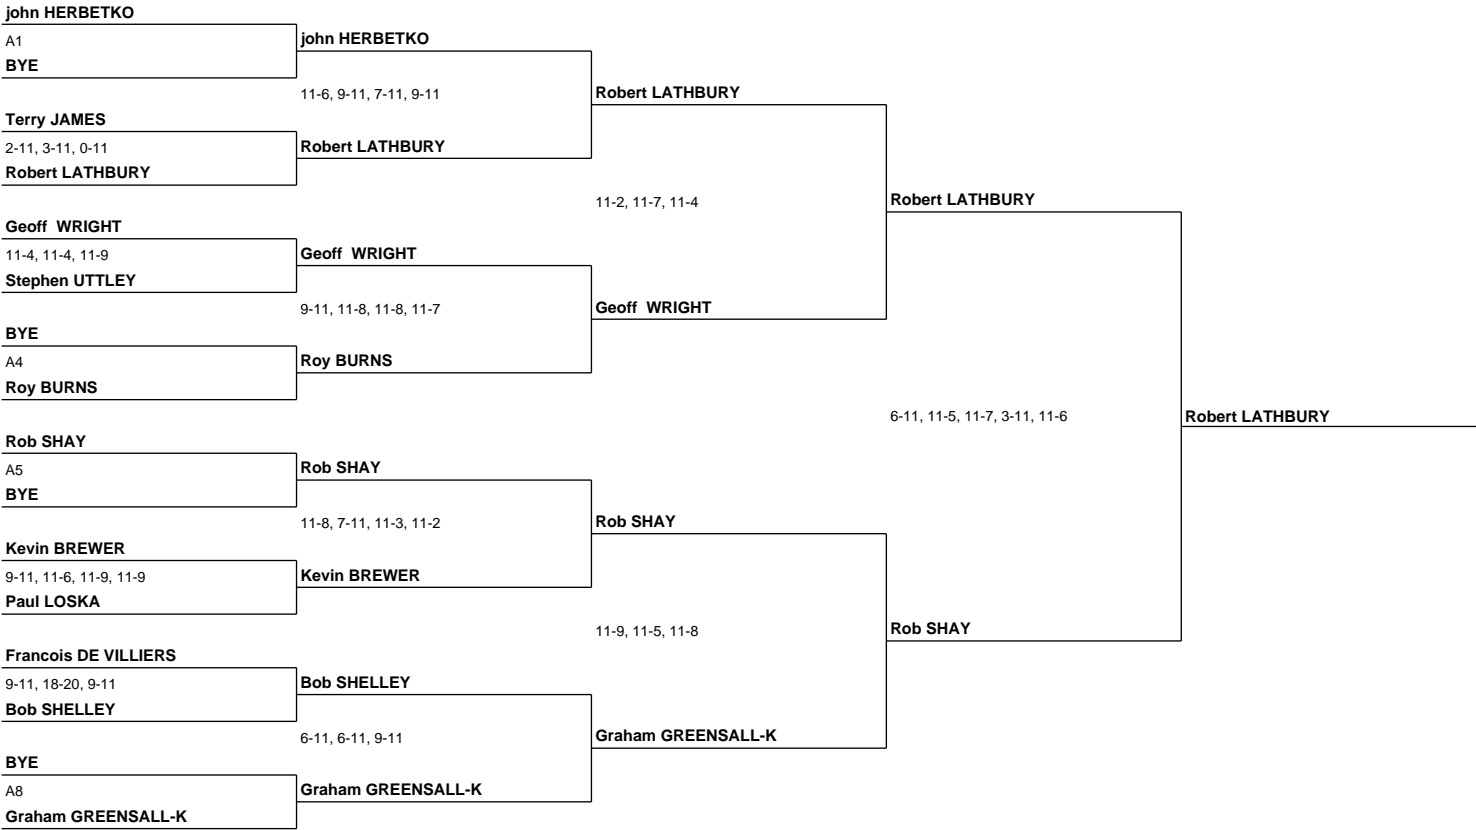 john HERBETKO
A1
BYE
Terry JAMES
2-11, 3-11, 0-11
Robert LATHBURY
Geoff  WRIGHT
11-4, 11-4, 11-9
Stephen UTTLEY
BYE
A4
Roy BURNS
Rob SHAY
A5
BYE
Kevin BREWER
9-11, 11-6, 11-9, 11-9
Paul LOSKA
Francois DE VILLIERS
9-11, 18-20, 9-11
Bob SHELLEY
BYE
A8
Graham GREENSALL-K
john HERBETKO
11-6, 9-11, 7-11, 9-11
Robert LATHBURY
Geoff  WRIGHT
9-11, 11-8, 11-8, 11-7
Roy BURNS
Rob SHAY
11-8, 7-11, 11-3, 11-2
Kevin BREWER
Bob SHELLEY
6-11, 6-11, 9-11
Graham GREENSALL-K
Robert LATHBURY
11-2, 11-7, 11-4
Geoff  WRIGHT
Rob SHAY
11-9, 11-5, 11-8
Graham GREENSALL-K
Robert LATHBURY
6-11, 11-5, 11-7, 3-11, 11-6
Rob SHAY
Robert LATHBURY